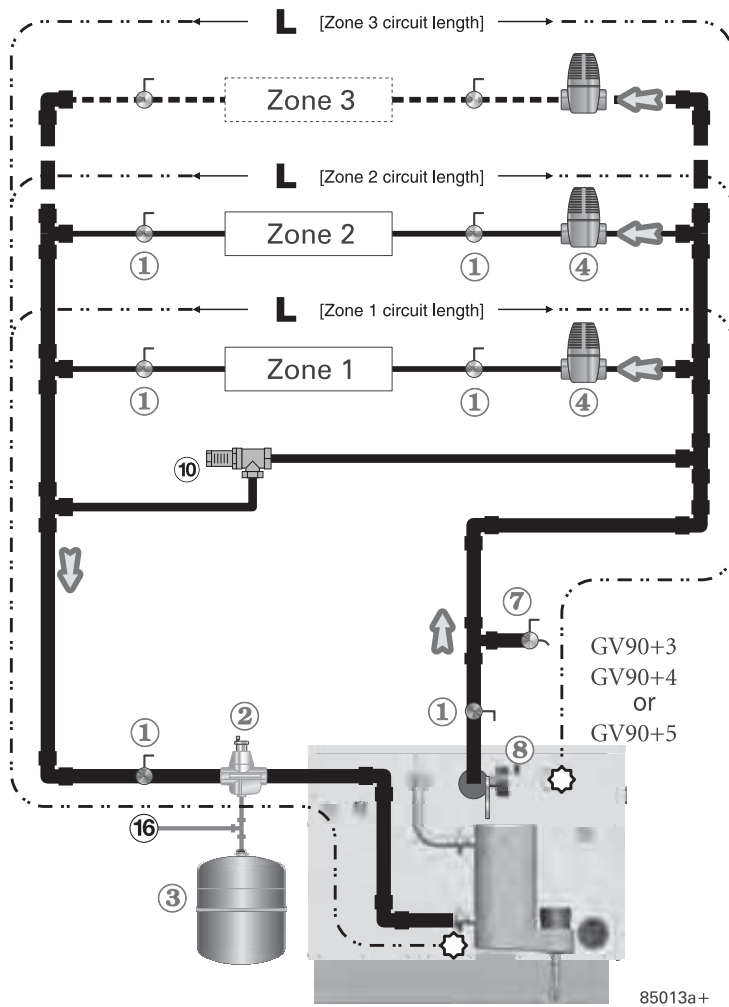 L [Zone 3 circuit length]
Zone 3
L [Zone 2 circuit length]
Zone 2
1 1 4
L [Zone 1 circuit length]
Zone 1
1 1 4
10
7
GV90+3
GV90+4
or
GV90+5
1
8
1
2
16
3
85013a+